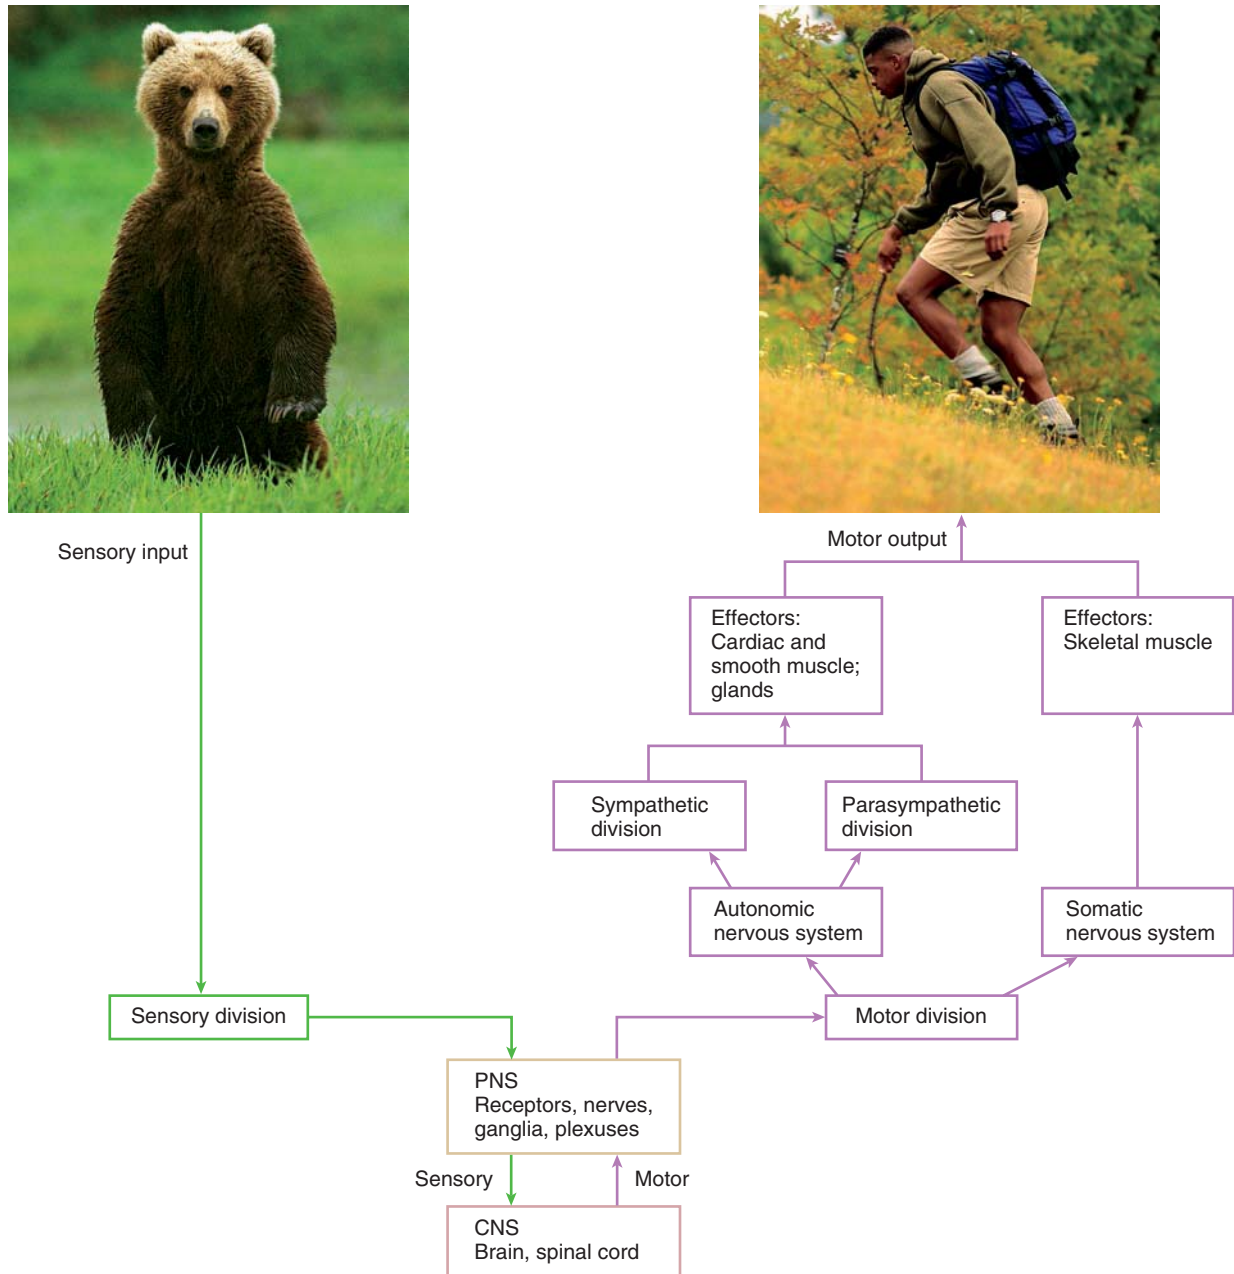 Sensory input
Motor output
Effectors:
Cardiac and
smooth muscle;
glands
Effectors:
Skeletal muscle
Sympathetic
division
Parasympathetic
division
Autonomic
nervous system
Somatic
nervous system
Sensory division
Motor division
PNS
Receptors, nerves,
ganglia, plexuses
Sensory
Motor
CNS
Brain, spinal cord